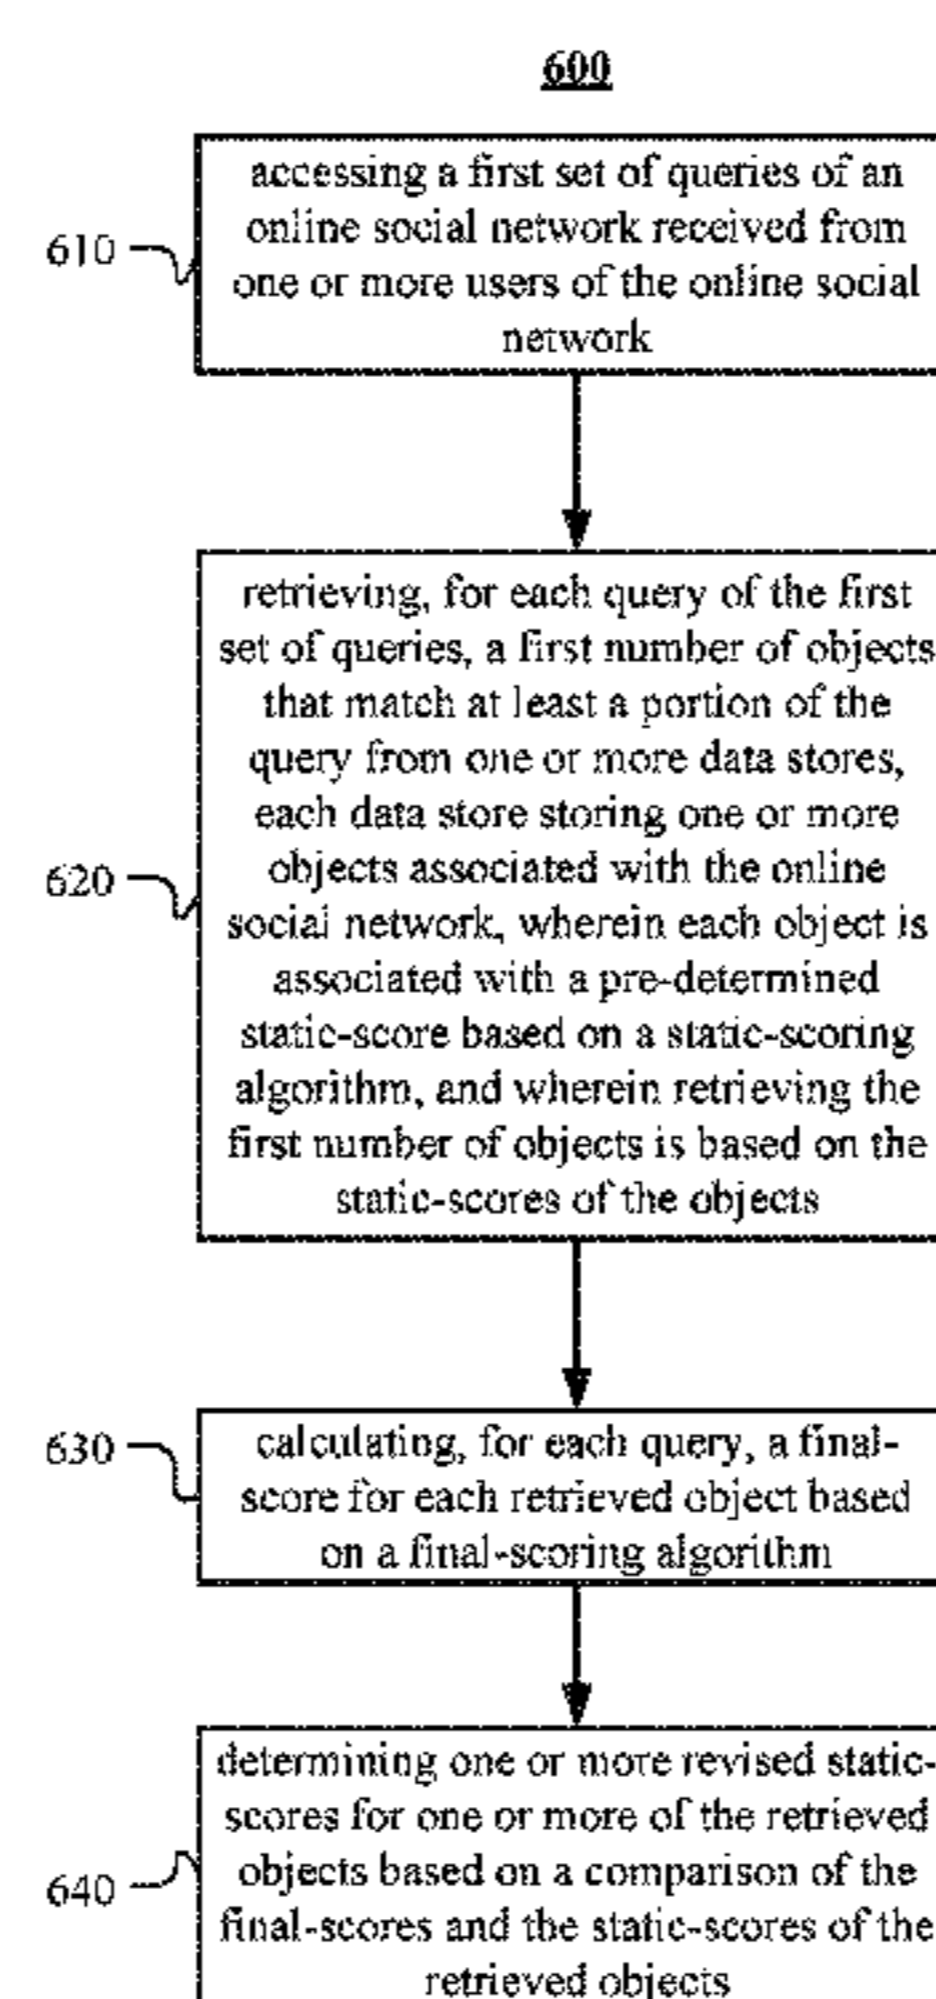 600
610
accessing a first set of queries of an
online social network received from
one or more users of the online social
network
620
retrieving, for each query of the first
set of queries, a first number of objects
that match at least a portion of the
query from one or more data stores,
each data store storing one or more
objects associated with the online
social network, wherein each object is
associated with a pre-determined
static-score based on a static-scoring
algorithm, and wherein retrieving the
first number of objects is based on the
static-scores of the objects
630
calculating, for each query, a final-
score for each retrieved object based
on a final-scoring algorithm
640
determining one or more revised static-
scores for one or more of the retrieved
objects based on a comparison of the
final-scores and the static-scores of the
retrieved objects